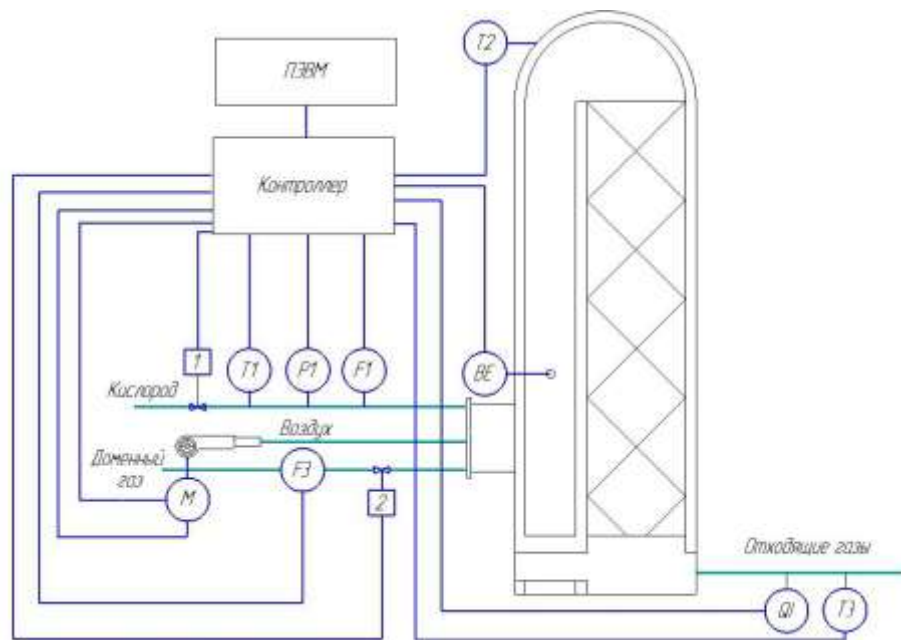 ПЭВМ
Т2
Контроллер
1
Т1
Р1
F1
ВЕ
Кислород
Воздух
Доменный
газ
F3
М
2
Отходящие газы
QI
Т3